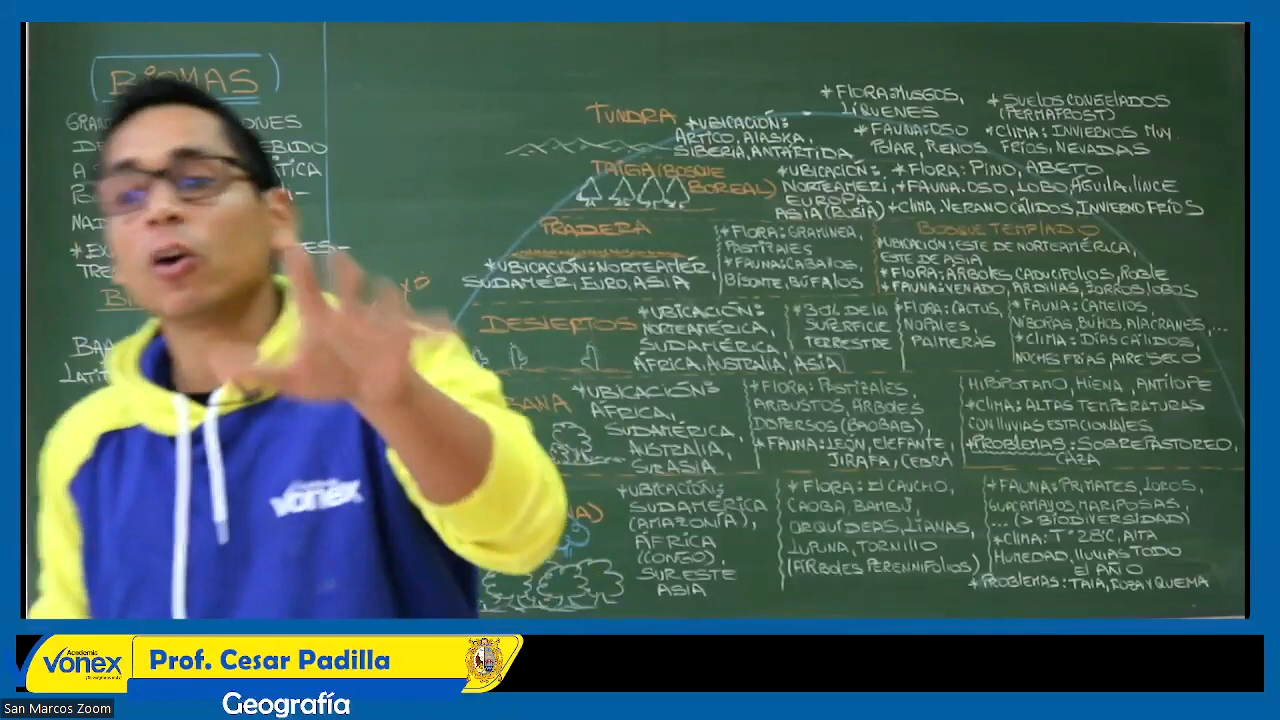 BIOMAS
TUNDRA
*UBICACIÓN:
ÁRTICO, ALASKA,
SIBERIA, ANTÁRTIDA
*FLORA: MUSGOS,
LÍQUENES
*FAUNA: OSO
POLAR, RENOS
*SUELOS CONGELADOS
(PERMAFROST)
*CLIMA: INVIERNOS MUY
FRÍOS, NEVADAS
TAIGA (BOSQUE
BOREAL)
*UBICACIÓN:
NORTEAMERI
EUROPA,
ASIA (RUSIA)
*FLORA: PINO, ABETO
*FAUNA: OSO, LOBO, ÁGUILA, LINCE
*CLIMA: VERANO CÁLIDOS, INVIERNO FRÍOS
PRADERA
*UBICACIÓN: NORTEAMÉR,
SUDAMÉR, EURO, ASIA
*FLORA: GRAMINEA,
PASTIZALES
*FAUNA: CABALLOS,
BISONTE, BÚFALOS
BOSQUE TEMPLADO
UBICACIÓN: ESTE DE NORTEAMÉRICA,
ESTE DE ASIA
*FLORA: ÁRBOLES CADUCIFOLIOS, ROBLE
*FAUNA: VENADO, ARDILLAS, ZORROS, LOBOS
DESIERTOS
*UBICACIÓN:
NORTEAMÉRICA,
SUDAMÉRICA,
ÁFRICA, AUSTRALIA, ASIA
*30% DE LA
SUPERFICIE
TERRESTRE
*FLORA: CACTUS,
NOPALES,
PALMERAS
*FAUNA: CAMELLOS,
VÍBORAS, BÚHOS, ALACRANES, ...
*CLIMA: DÍAS CÁLIDOS,
NOCHES FRÍAS, AIRE SECO
BANA
*UBICACIÓN:
ÁFRICA,
SUDAMÉRICA,
AUSTRALIA,
SURASIA
*FLORA: PASTIZALES,
ARBUSTOS, ÁRBOLES
DISPERSOS (BAOBAB),
*FAUNA: LEÓN, ELEFANTE,
JIRAFA, CEBRA
HIPOPÓTAMO, HIENA, ANTÍLOPE
*CLIMA: ALTAS TEMPERATURAS
CON LLUVIAS ESTACIONALES
*PROBLEMAS: SOBREPASTOREO,
CAZA
*UBICACIÓN:
SUDAMÉRICA
(AMAZONÍA),
ÁFRICA
(CONGO),
SURESTE
ASIA
*FLORA: EL CAUCHO,
CAOBA, BAMBÚ,
ORQUÍDEAS, LIANAS,
LUPUNA, TORNILLO
(ÁRBOLES PERENNIFOLIOS)
*FAUNA: PRIMATES, LOROS,
GUACAMAYOS, MARIPOSAS,
... (> BIODIVERSIDAD)
*CLIMA: T° 28°C, ALTA
HUMEDAD, LLUVIAS TODO
EL AÑO
*PROBLEMAS: TALA, ROZA Y QUEMA
VONEX
Academia
VONEX
Prof. Cesar Padilla
Geografía
San Marcos Zoom